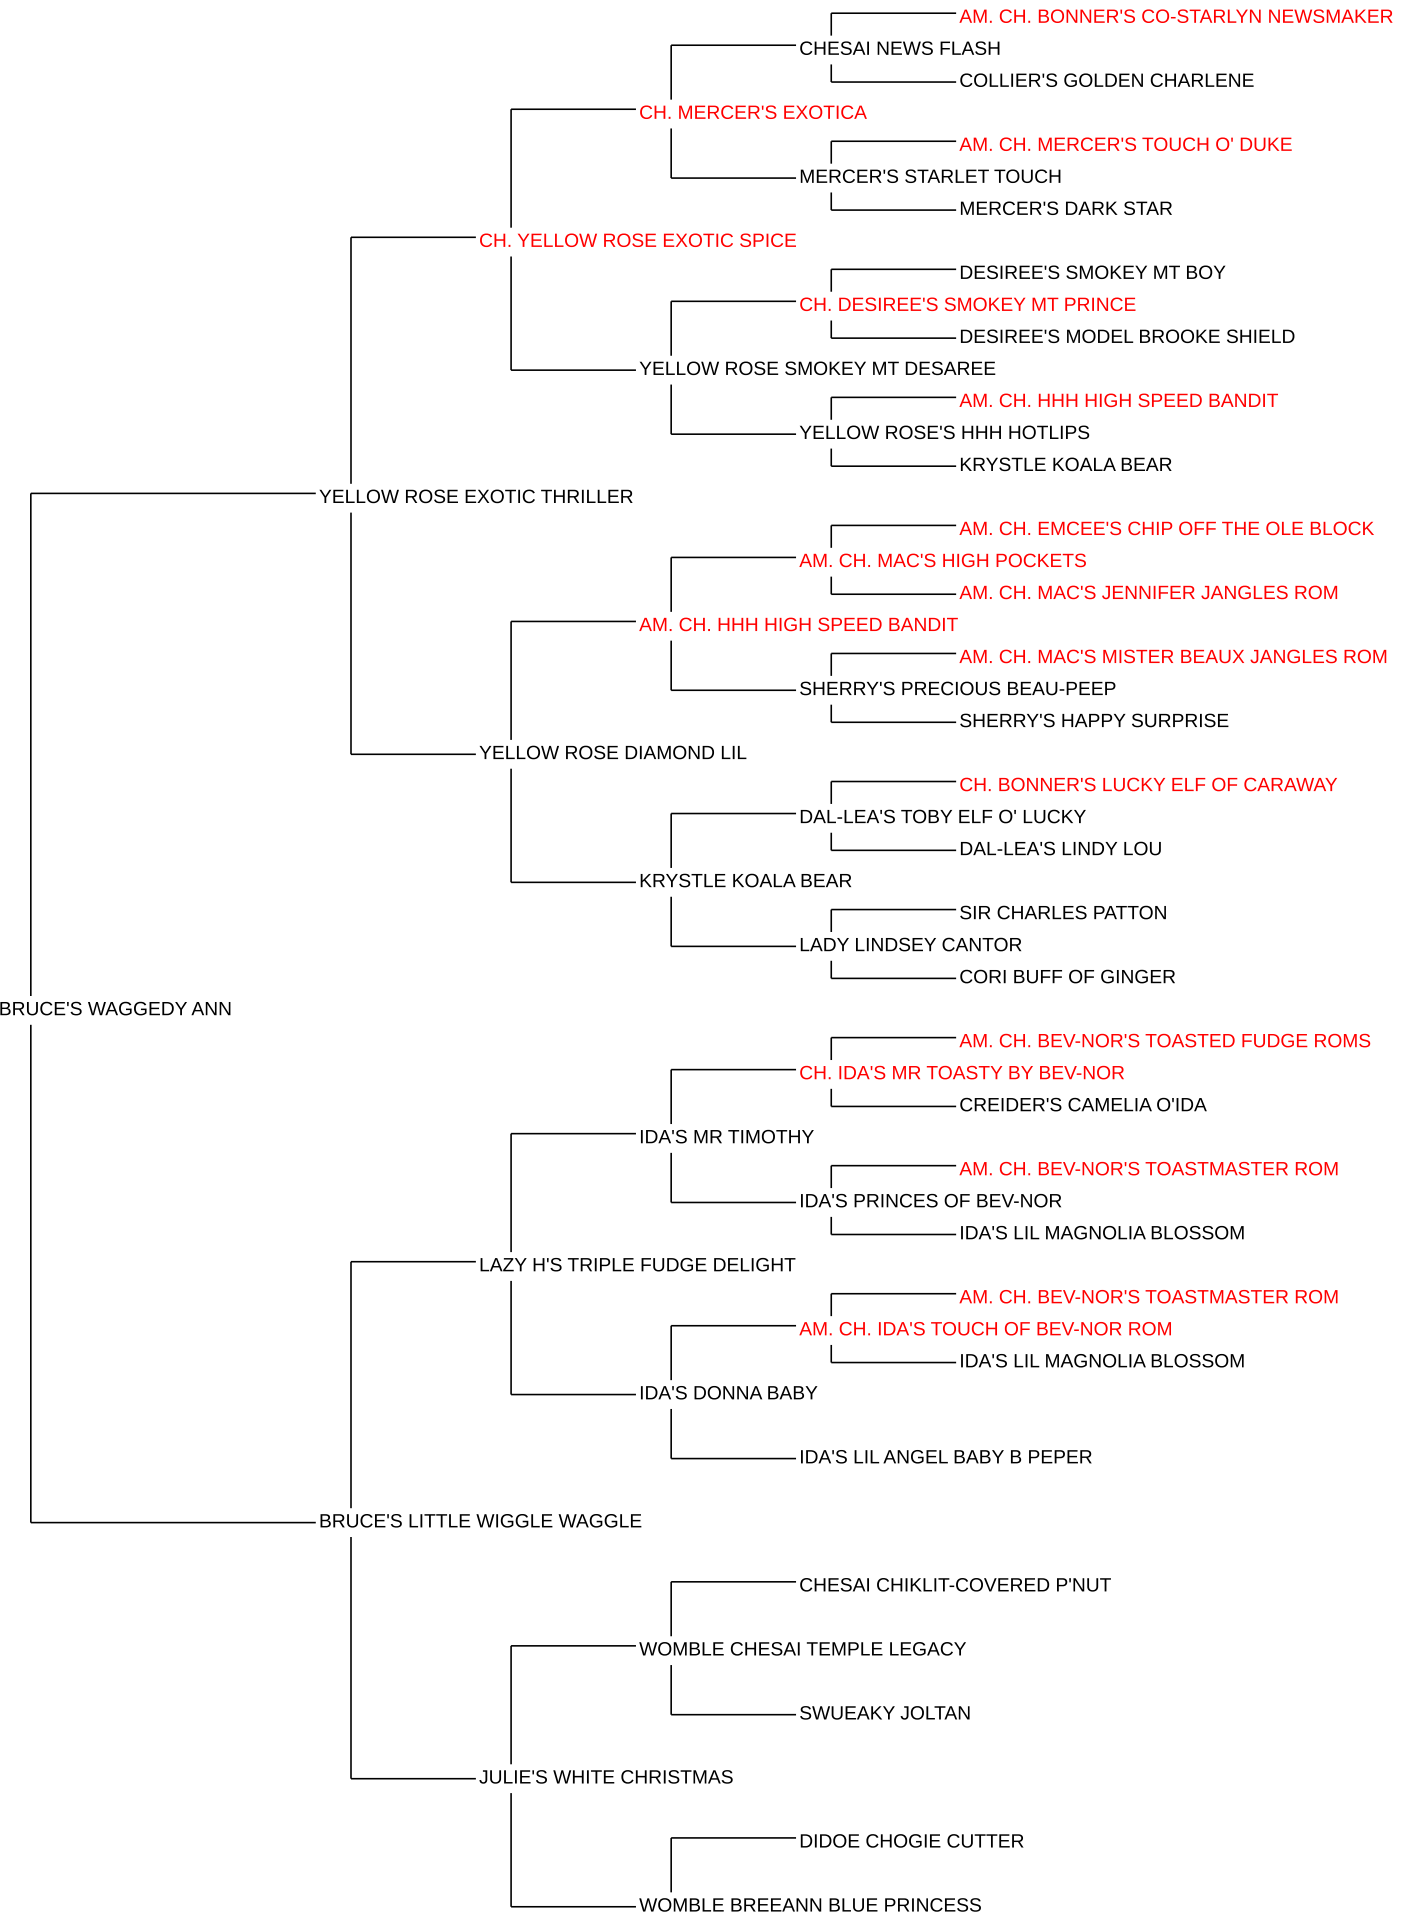 AM. CH. BONNER'S CO-STARLYN NEWSMAKER
CHESAI NEWS FLASH
COLLIER'S GOLDEN CHARLENE
CH. MERCER'S EXOTICA
AM. CH. MERCER'S TOUCH O' DUKE
MERCER'S STARLET TOUCH
MERCER'S DARK STAR
CH. YELLOW ROSE EXOTIC SPICE
DESIREE'S SMOKEY MT BOY
CH. DESIREE'S SMOKEY MT PRINCE
DESIREE'S MODEL BROOKE SHIELD
YELLOW ROSE SMOKEY MT DESAREE
AM. CH. HHH HIGH SPEED BANDIT
YELLOW ROSE'S HHH HOTLIPS
KRYSTLE KOALA BEAR
YELLOW ROSE EXOTIC THRILLER
AM. CH. EMCEE'S CHIP OFF THE OLE BLOCK
AM. CH. MAC'S HIGH POCKETS
AM. CH. MAC'S JENNIFER JANGLES ROM
AM. CH. HHH HIGH SPEED BANDIT
AM. CH. MAC'S MISTER BEAUX JANGLES ROM
SHERRY'S PRECIOUS BEAU-PEEP
SHERRY'S HAPPY SURPRISE
YELLOW ROSE DIAMOND LIL
CH. BONNER'S LUCKY ELF OF CARAWAY
DAL-LEA'S TOBY ELF O' LUCKY
DAL-LEA'S LINDY LOU
KRYSTLE KOALA BEAR
SIR CHARLES PATTON
LADY LINDSEY CANTOR
CORI BUFF OF GINGER
BRUCE'S WAGGEDY ANN
AM. CH. BEV-NOR'S TOASTED FUDGE ROMS
CH. IDA'S MR TOASTY BY BEV-NOR
CREIDER'S CAMELIA O'IDA
IDA'S MR TIMOTHY
AM. CH. BEV-NOR'S TOASTMASTER ROM
IDA'S PRINCES OF BEV-NOR
IDA'S LIL MAGNOLIA BLOSSOM
LAZY H'S TRIPLE FUDGE DELIGHT
AM. CH. BEV-NOR'S TOASTMASTER ROM
AM. CH. IDA'S TOUCH OF BEV-NOR ROM
IDA'S LIL MAGNOLIA BLOSSOM
IDA'S DONNA BABY
IDA'S LIL ANGEL BABY B PEPER
BRUCE'S LITTLE WIGGLE WAGGLE
CHESAI CHIKLIT-COVERED P'NUT
WOMBLE CHESAI TEMPLE LEGACY
SWUEAKY JOLTAN
JULIE'S WHITE CHRISTMAS
DIDOE CHOGIE CUTTER
WOMBLE BREEANN BLUE PRINCESS